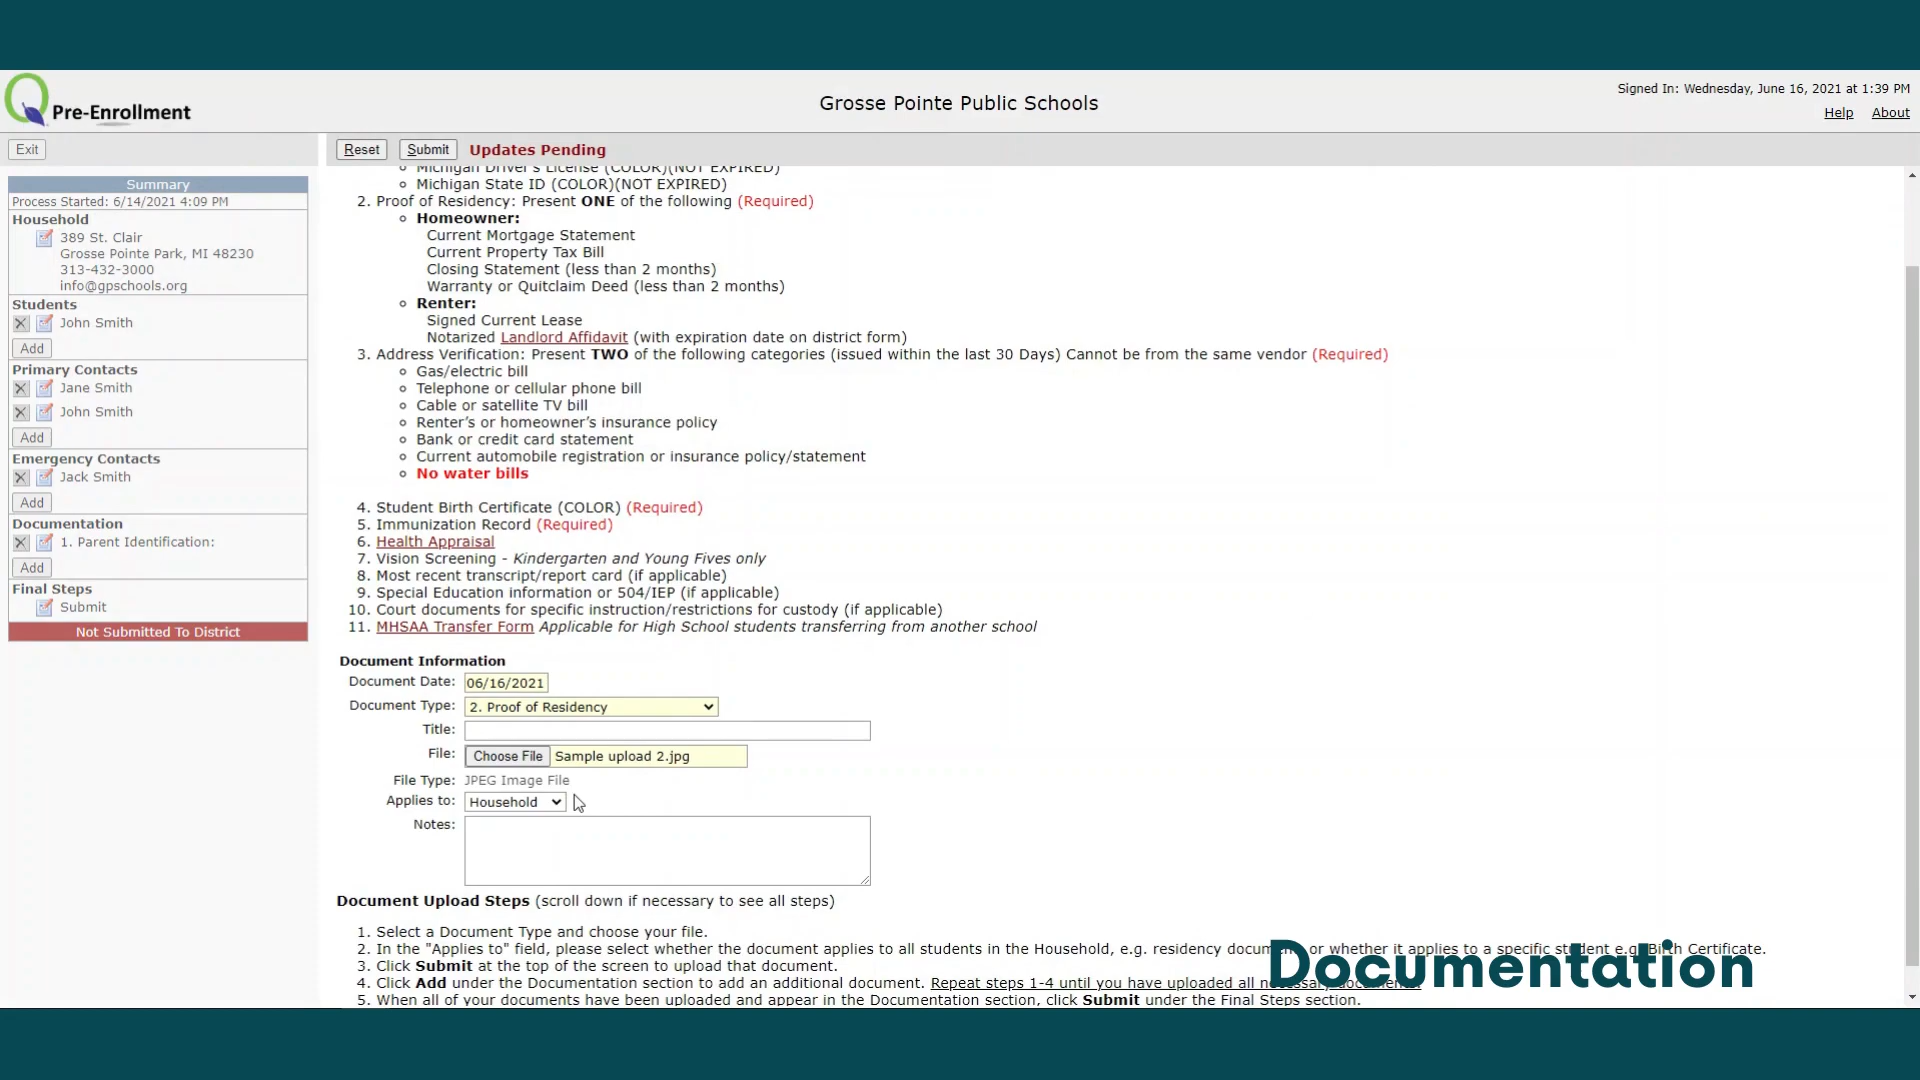 Pre-Enrollment
Grosse Pointe Public Schools
Signed In: Wednesday, June 16, 2021 at 1:39 PM
Help About
Exit
Reset Submit Updates Pending
Summary
Process Started: 6/14/2021 4:09 PM
Household
389 St. Clair
Grosse Pointe Park, MI 48230
313-432-3000
info@gpschools.org
Students
John Smith
Add
Primary Contacts
Jane Smith
John Smith
Add
Emergency Contacts
Jack Smith
Add
Documentation
1. Parent Identification:
Add
Final Steps
Submit
Not Submitted To District
Michigan Driver's License (COLOR)(NOT EXPIRED)
Michigan State ID (COLOR)(NOT EXPIRED)
2. Proof of Residency: Present ONE of the following (Required)
Homeowner:
Current Mortgage Statement
Current Property Tax Bill
Closing Statement (less than 2 months)
Warranty or Quitclaim Deed (less than 2 months)
Renter:
Signed Current Lease
Notarized Landlord Affidavit (with expiration date on district form)
3. Address Verification: Present TWO of the following categories (issued within the last 30 Days) Cannot be from the same vendor (Required)
Gas/electric bill
Telephone or cellular phone bill
Cable or satellite TV bill
Renter's or homeowner's insurance policy
Bank or credit card statement
Current automobile registration or insurance policy/statement
No water bills
4. Student Birth Certificate (COLOR) (Required)
5. Immunization Record (Required)
6. Health Appraisal
7. Vision Screening - Kindergarten and Young Fives only
8. Most recent transcript/report card (if applicable)
9. Special Education information or 504/IEP (if applicable)
10. Court documents for specific instruction/restrictions for custody (if applicable)
11. MHSAA Transfer Form Applicable for High School students transferring from another school
Document Information
Document Date: 06/16/2021
Document Type: 2. Proof of Residency
Title:
File: Choose File Sample upload 2.jpg
File Type: JPEG Image File
Applies to: Household
Notes:
Document Upload Steps (scroll down if necessary to see all steps)
1. Select a Document Type and choose your file.
2. In the "Applies to" field, please select whether the document applies to all students in the Household, e.g. residency or whether it applies to a specific student e.g. Birth Certificate.
3. Click Submit at the top of the screen to upload that document.
4. Click Add under the Documentation section to add an additional document. Repeat steps 1-4 until you have uploaded all
5. When all of your documents have been uploaded and appear in the Documentation section, click Submit under the Final Steps section.
Documentation